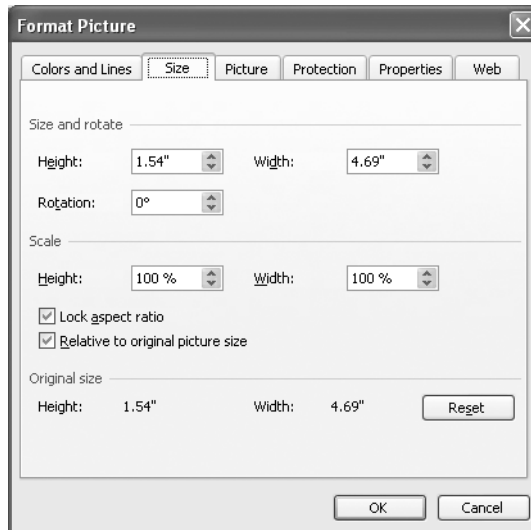 Format Picture
Colors and Lines Size Picture Protection Properties Web
Size and rotate
Height: 1.54" Width: 4.69"
Rotation: 0°
Scale
Height: 100 % Width: 100 %
Lock aspect ratio
Relative to original picture size
Original size
Height: 1.54" Width: 4.69" Reset
OK Cancel